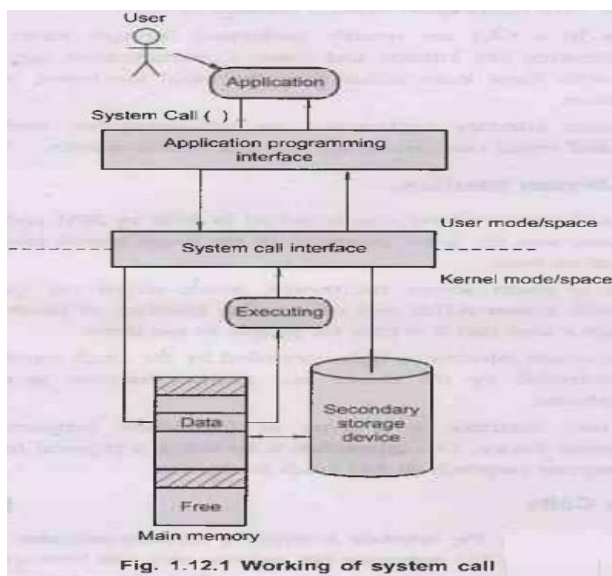 User
Application
System Call ( )
Application programming
interface
User mode/space
System call interface
Kernel mode/space
Executing
Data
Secondary
storage
device
Free
Main memory
Fig. 1.12.1 Working of system call